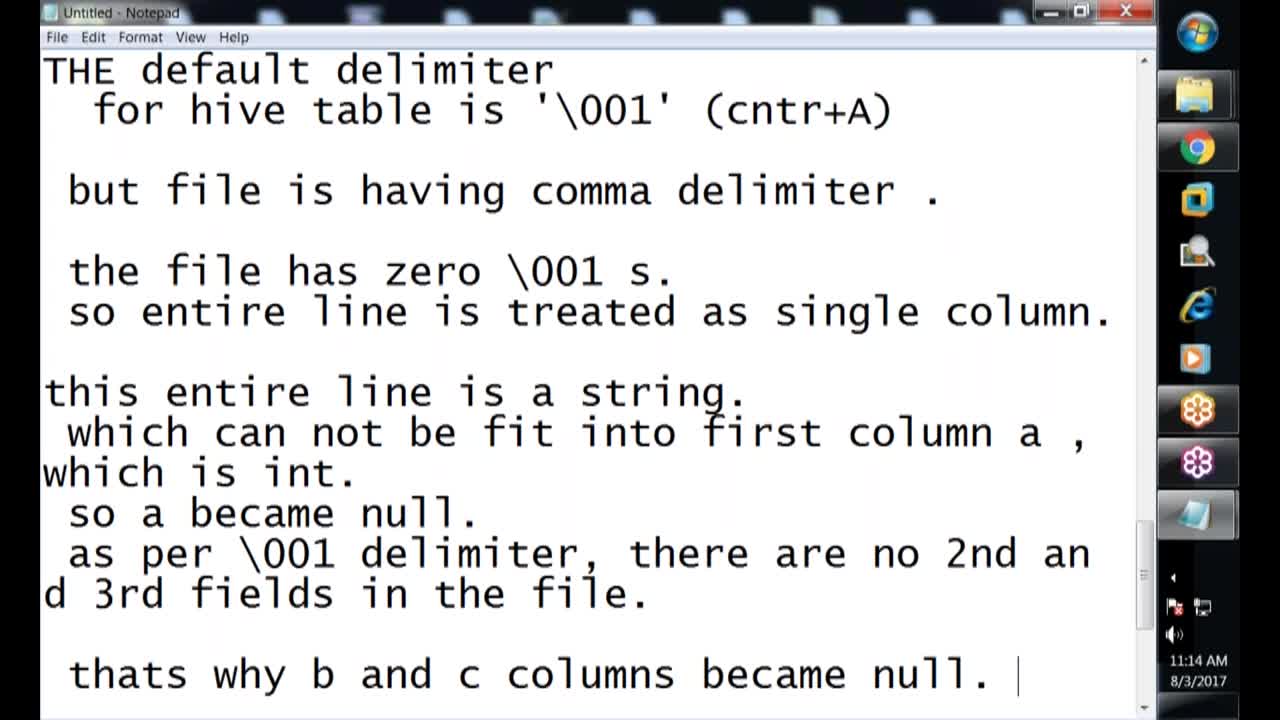 Untitled - Notepad
File Edit Format View Help
THE default delimiter
for hive table is '\001' (cntr+A)
but file is having comma delimiter .
the file has zero \001 s.
so entire line is treated as single column.
this entire line is a string.
which can not be fit into first column a ,
which is int.
so a became null.
as per \001 delimiter, there are no 2nd an
d 3rd fields in the file.
thats why b and c columns became null.
11:14 AM
8/3/2017